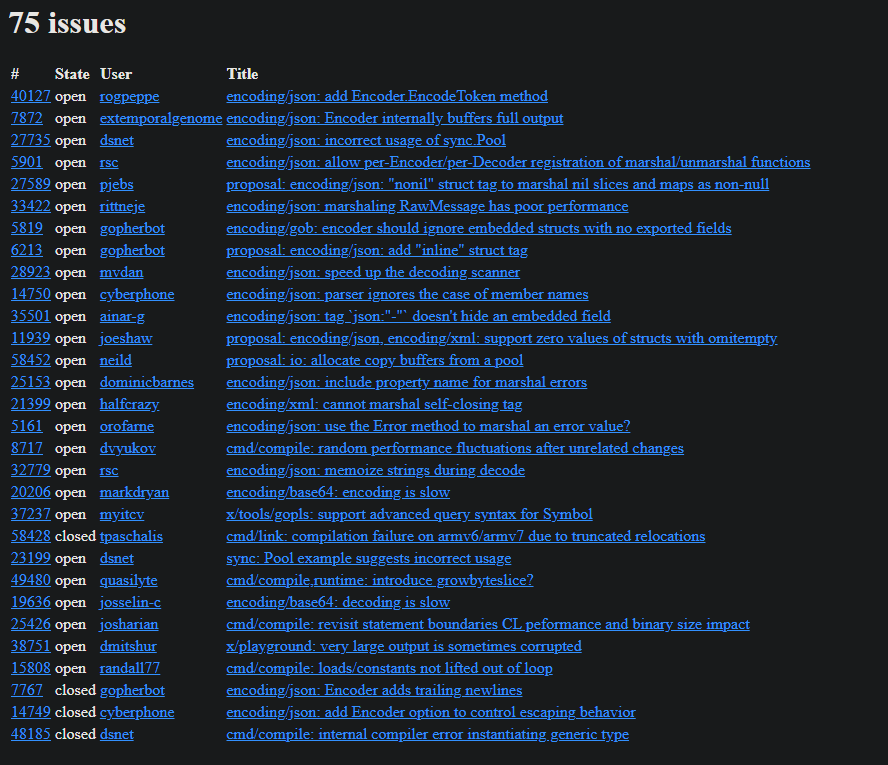 75 issues
# State User Title
40127 open rogpeppe encoding/json: add Encoder.EncodeToken method
7872 open extemporalgenome encoding/json: Encoder internally buffers full output
27735 open dsnet encoding/json: incorrect usage of sync.Pool
5901 open rsc encoding/json: allow per-Encoder/per-Decoder registration of marshal/unmarshal functions
27589 open pjebs proposal: encoding/json: "nonil" struct tag to marshal nil slices and maps as non-null
33422 open rittneje encoding/json: marshaling RawMessage has poor performance
5819 open gopherbot encoding/gob: encoder should ignore embedded structs with no exported fields
6213 open gopherbot proposal: encoding/json: add "inline" struct tag
28923 open mvdan encoding/json: speed up the decoding scanner
14750 open cyberphone encoding/json: parser ignores the case of member names
35501 open ainar-g encoding/json: tag `json:"-"` doesn't hide an embedded field
11939 open joeshaw proposal: encoding/json, encoding/xml: support zero values of structs with omitempty
58452 open neild proposal: io: allocate copy buffers from a pool
25153 open dominicbarnes encoding/json: include property name for marshal errors
21399 open halfcrazy encoding/xml: cannot marshal self-closing tag
5161 open orofarne encoding/json: use the Error method to marshal an error value?
8717 open dvyukov cmd/compile: random performance fluctuations after unrelated changes
32779 open rsc encoding/json: memoize strings during decode
20206 open markdryan encoding/base64: encoding is slow
37237 open myitcv x/tools/gopls: support advanced query syntax for Symbol
58428 closed tpaschalis cmd/link: compilation failure on armv6/armv7 due to truncated relocations
23199 open dsnet sync: Pool example suggests incorrect usage
49480 open quasilyte cmd/compile,runtime: introduce growbyteslice?
19636 open josselin-c encoding/base64: decoding is slow
25426 open josharian cmd/compile: revisit statement boundaries CL peformance and binary size impact
38751 open dmitshur x/playground: very large output is sometimes corrupted
15808 open randall77 cmd/compile: loads/constants not lifted out of loop
7767 closed gopherbot encoding/json: Encoder adds trailing newlines
14749 closed cyberphone encoding/json: add Encoder option to control escaping behavior
48185 closed dsnet cmd/compile: internal compiler error instantiating generic type